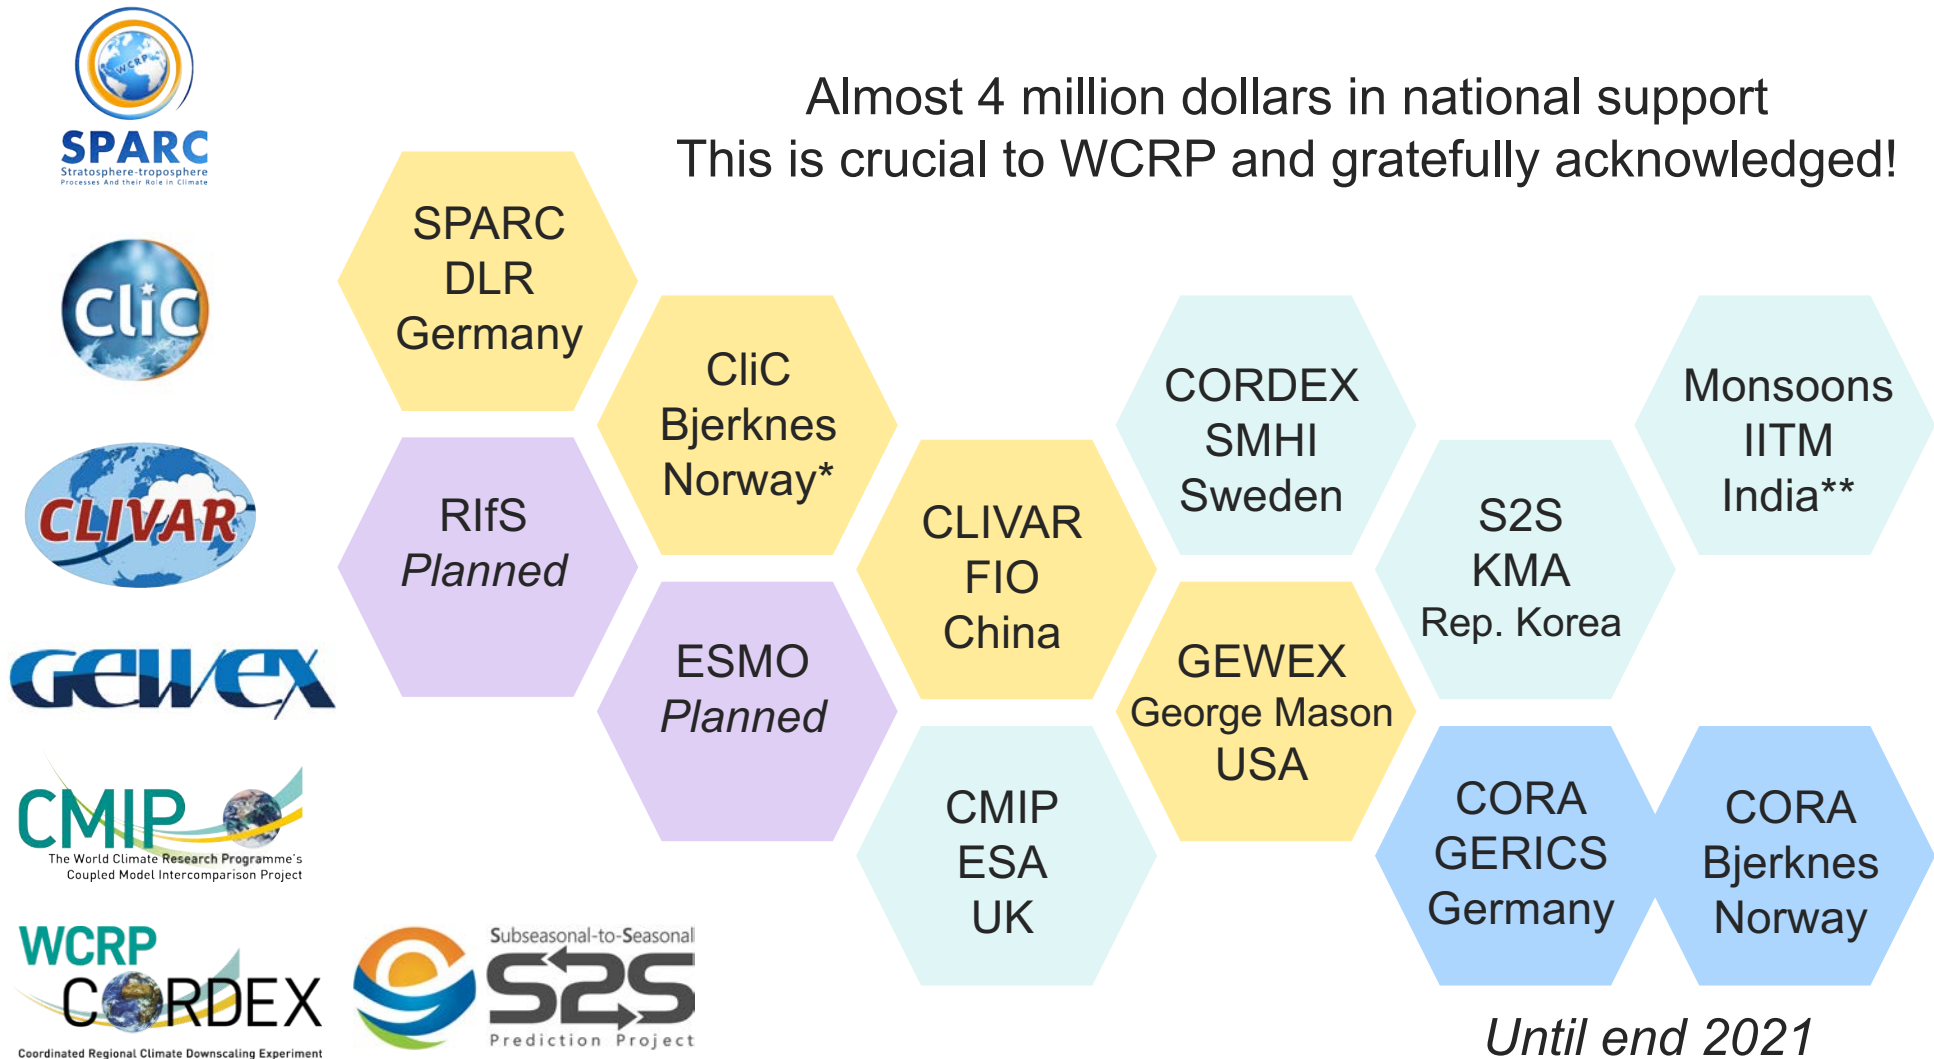 WCRP
SPARC
Stratosphere-troposphere
Processes And their Role in Climate
Almost 4 million dollars in national support
This is crucial to WCRP and gratefully acknowledged!
CliC
CLIVAR
GEWEX
CMIP
The World Climate Research Programme's
Coupled Model Intercomparison Project
WCRP
CORDEX
Coordinated Regional Climate Downscaling Experiment
Subseasonal-to-Seasonal
S2S
Prediction Project
SPARC
DLR
Germany
RIfS
Planned
CliC
Bjerknes
Norway*
ESMO
Planned
CLIVAR
FIO
China
CMIP
ESA
UK
CORDEX
SMHI
Sweden
GEWEX
George Mason
USA
S2S
KMA
Rep. Korea
CORA
GERICS
Germany
Monsoons
IITM
India**
CORA
Bjerknes
Norway
Until end 2021